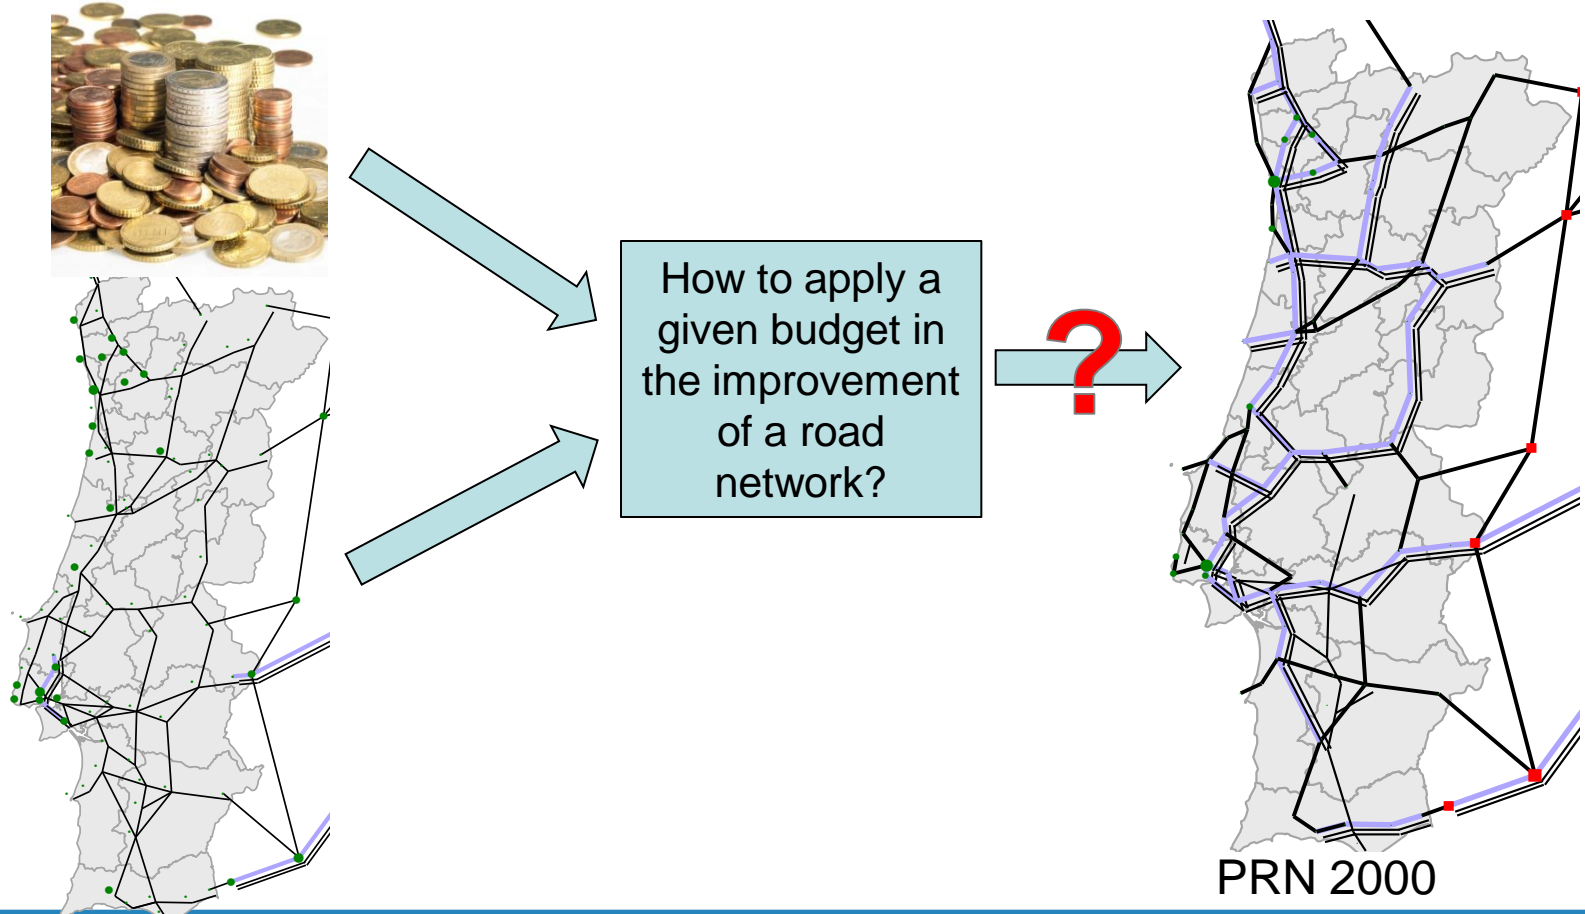 How to apply a
given budget in
the improvement
of a road
network?
?
PRN 2000